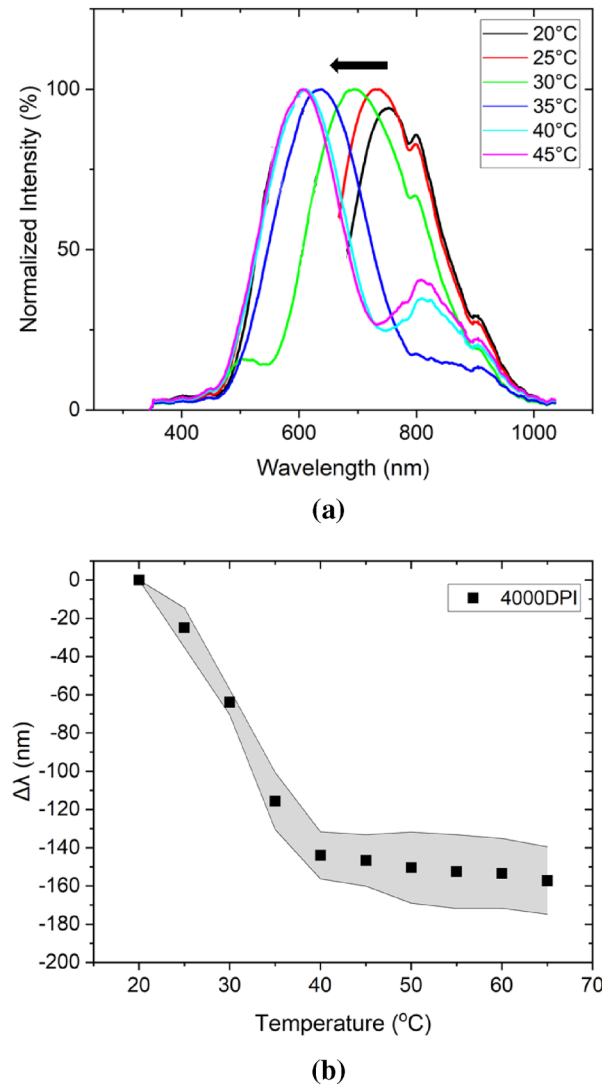 20°C
25°C
30°C
35°C
40°C
45°C
100
50
0
Normalized Intensity (%)
400 600 800 1000
Wavelength (nm)
(a)
4000DPI
0
-20
-40
-60
-80
-100
-120
-140
-160
-180
-200
Δλ (nm)
20 30 40 50 60 70
Temperature (°C)
(b)